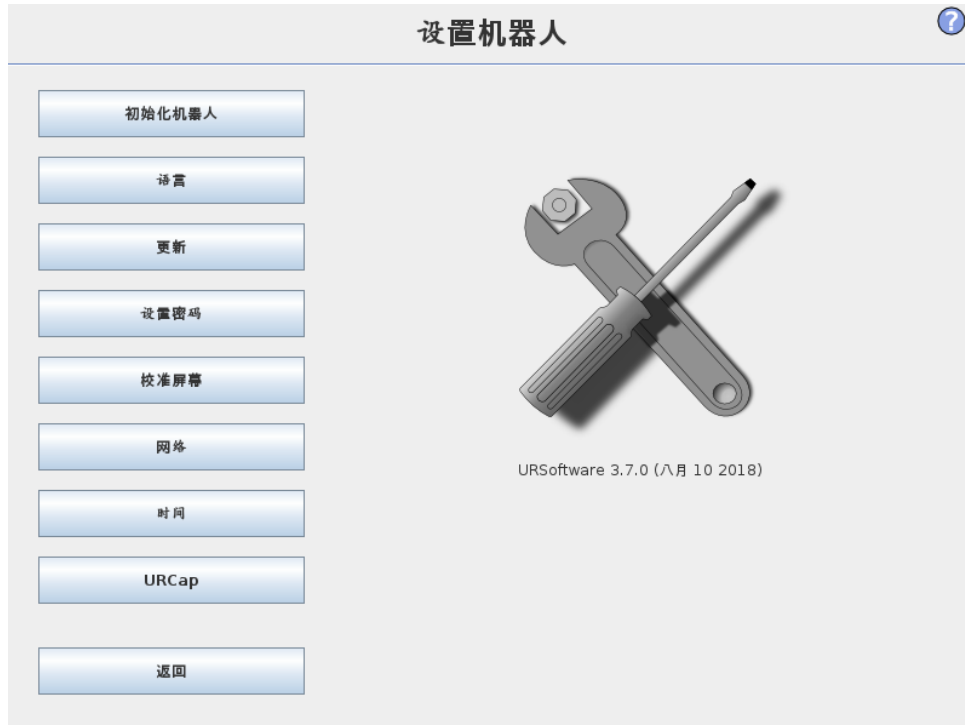 设置机器人
?
初始化机器人
语言
更新
设置密码
校准屏幕
网络
时间
URCap
返回
URSoftware 3.7.0 (八月 10 2018)